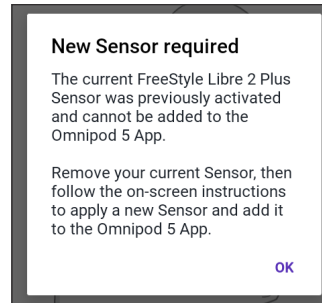 New Sensor required
The current FreeStyle Libre 2 Plus
Sensor was previously activated
and cannot be added to the
Omnipod 5 App.
Remove your current Sensor, then
follow the on-screen instructions
to apply a new Sensor and add it
to the Omnipod 5 App.
OK